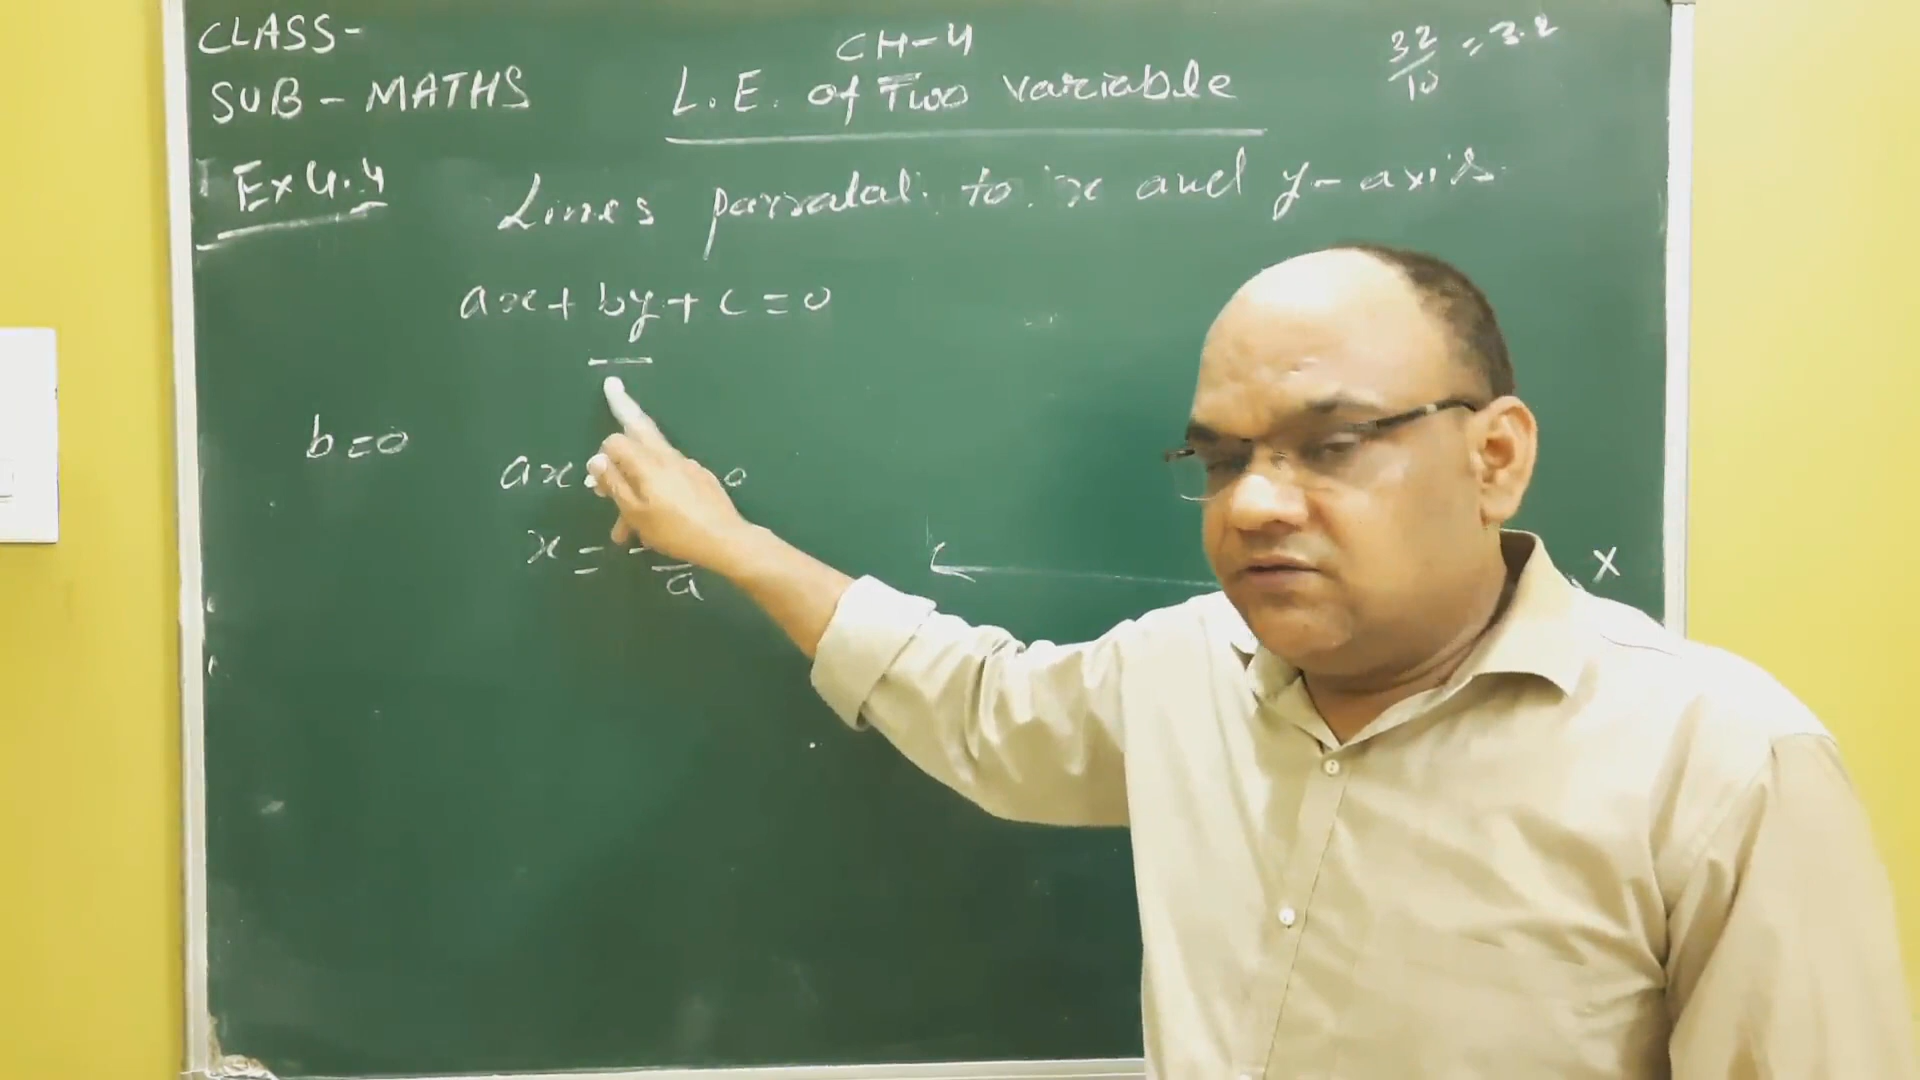 CLASS-
CH-4
32/10 = 3.2
SUB - MATHS
L.E. of Two variable
Ex 4.4
Lines parralal to x and y-axis
ax + by + c = 0
b = 0
ax 0
x = - a
X